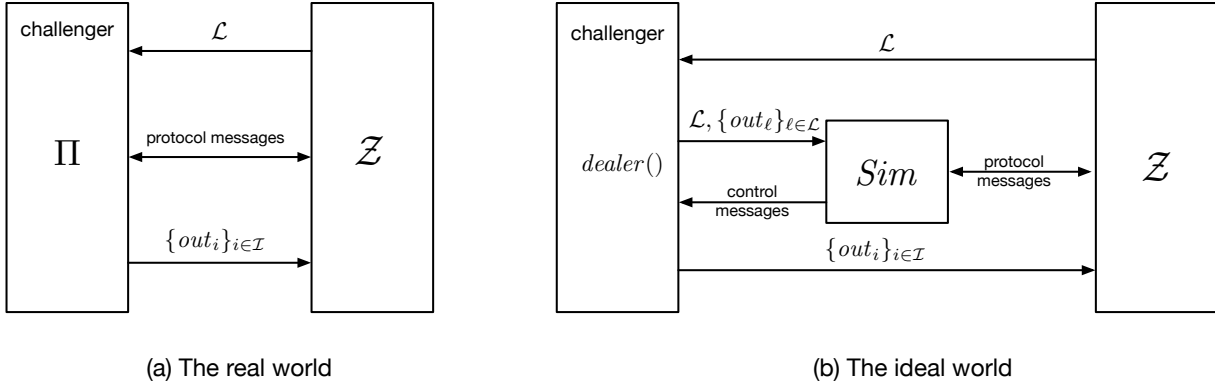 challenger
ℒ
Π
protocol messages
𝒵
{out_i}_{i∈ℐ}
(a) The real world
challenger
ℒ
ℒ, {out_ℓ}_{ℓ∈ℒ}
dealer()
Sim
protocol
messages
𝒵
control
messages
{out_i}_{i∈ℐ}
(b) The ideal world